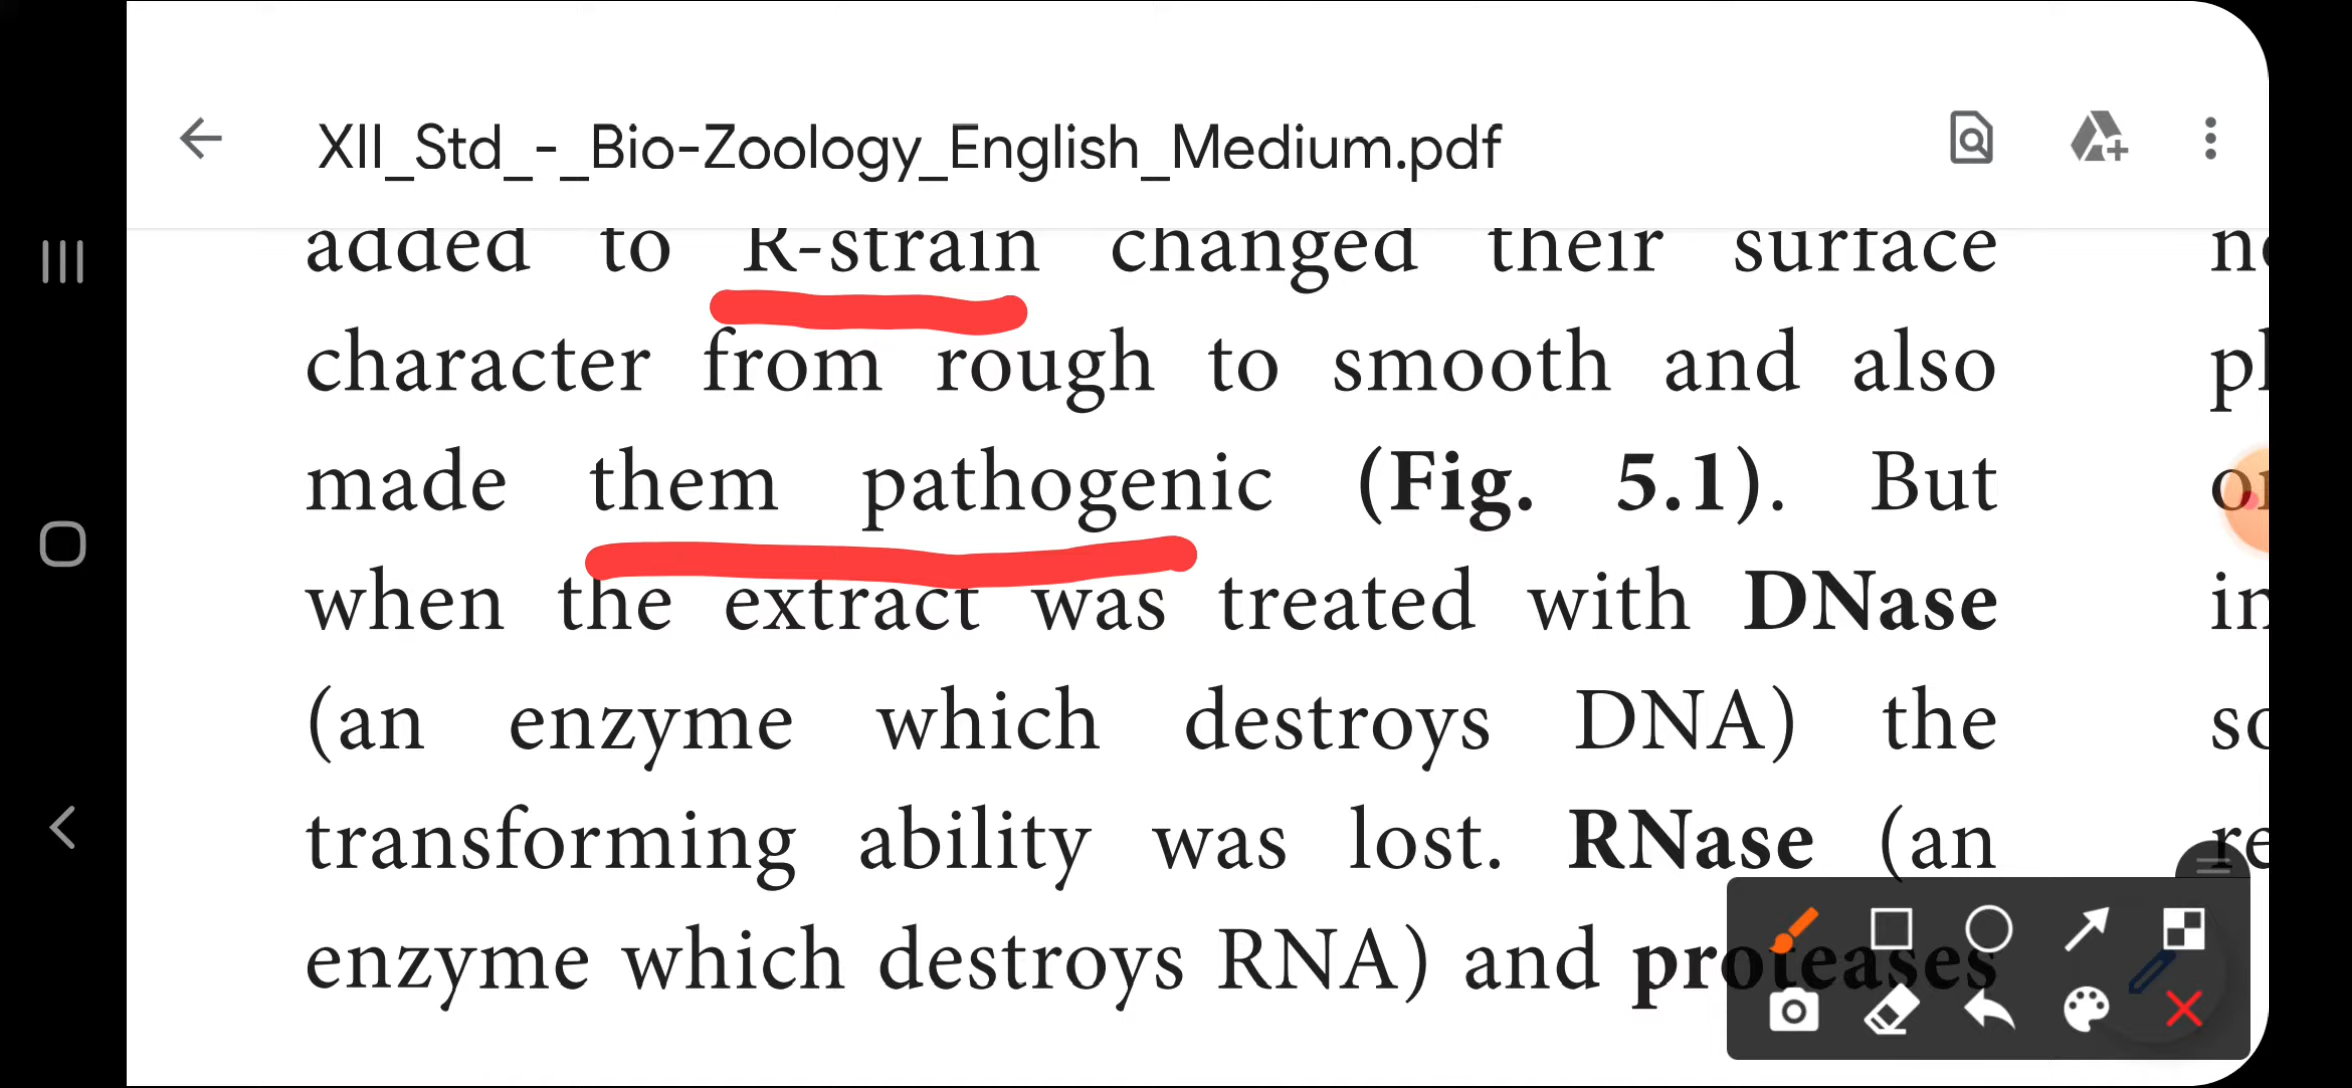 XII_Std_-_Bio-Zoology_English_Medium.pdf
added to R-strain changed their surface
character from rough to smooth and also
made them pathogenic (Fig. 5.1). But
when the extract was treated with DNase
(an enzyme which destroys DNA) the
transforming ability was lost. RNase (an
enzyme which destroys RNA) and proteases